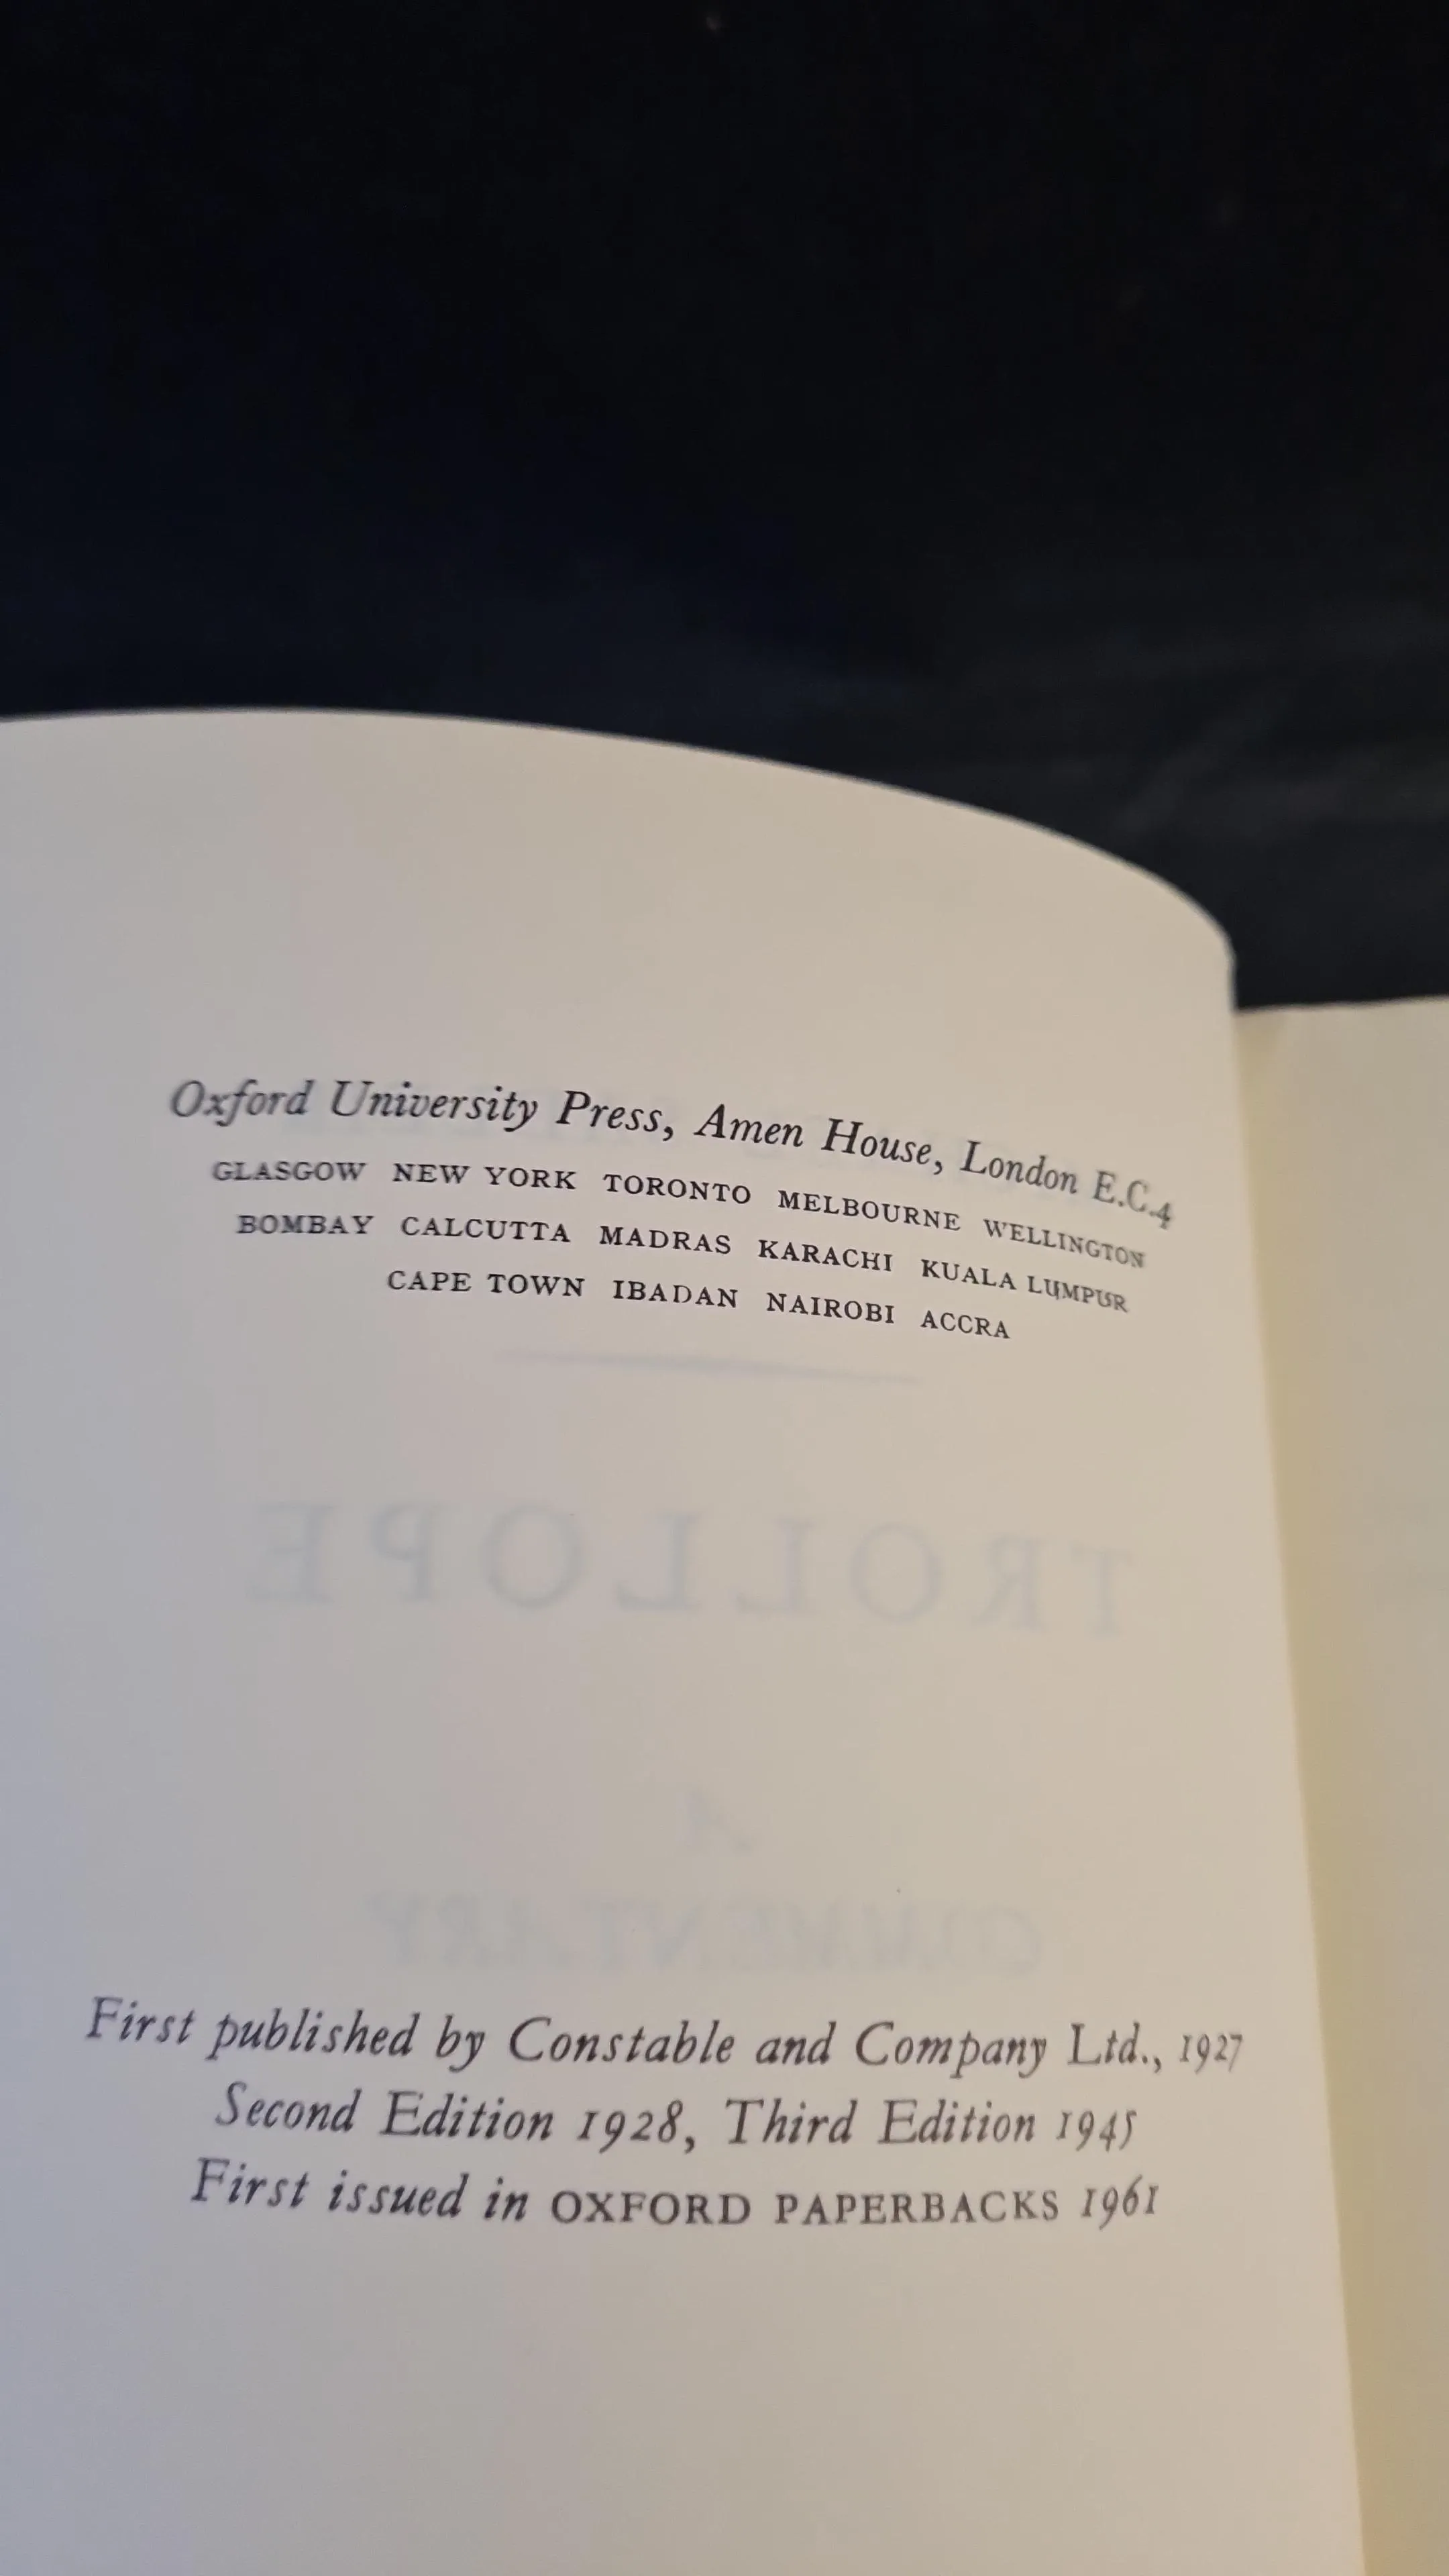 Oxford University Press, Amen House, London E.C.4
GLASGOW NEW YORK TORONTO MELBOURNE WELLINGTON
BOMBAY CALCUTTA MADRAS KARACHI KUALA LUMPUR
CAPE TOWN IBADAN NAIROBI ACCRA
TROLLOPE
A
COMMENTARY
First published by Constable and Company Ltd., 1927
Second Edition 1928, Third Edition 1945
First issued in OXFORD PAPERBACKS 1961